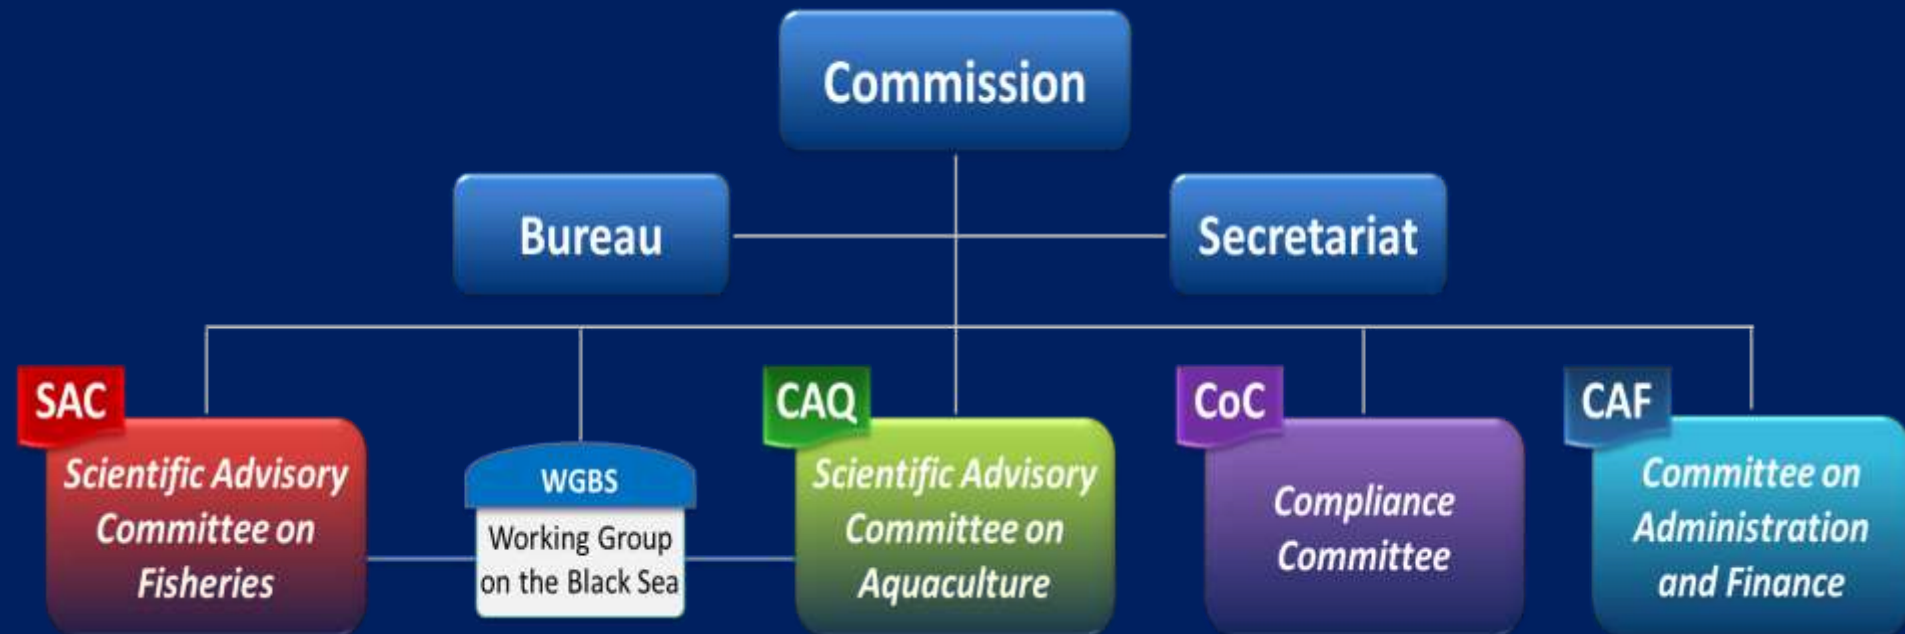 Commission
Bureau
Secretariat
SAC
Scientific Advisory
Committee on
Fisheries
WGBS
Working Group
on the Black Sea
CAQ
Scientific Advisory
Committee on
Aquaculture
CoC
Compliance
Committee
CAF
Committee on
Administration
and Finance